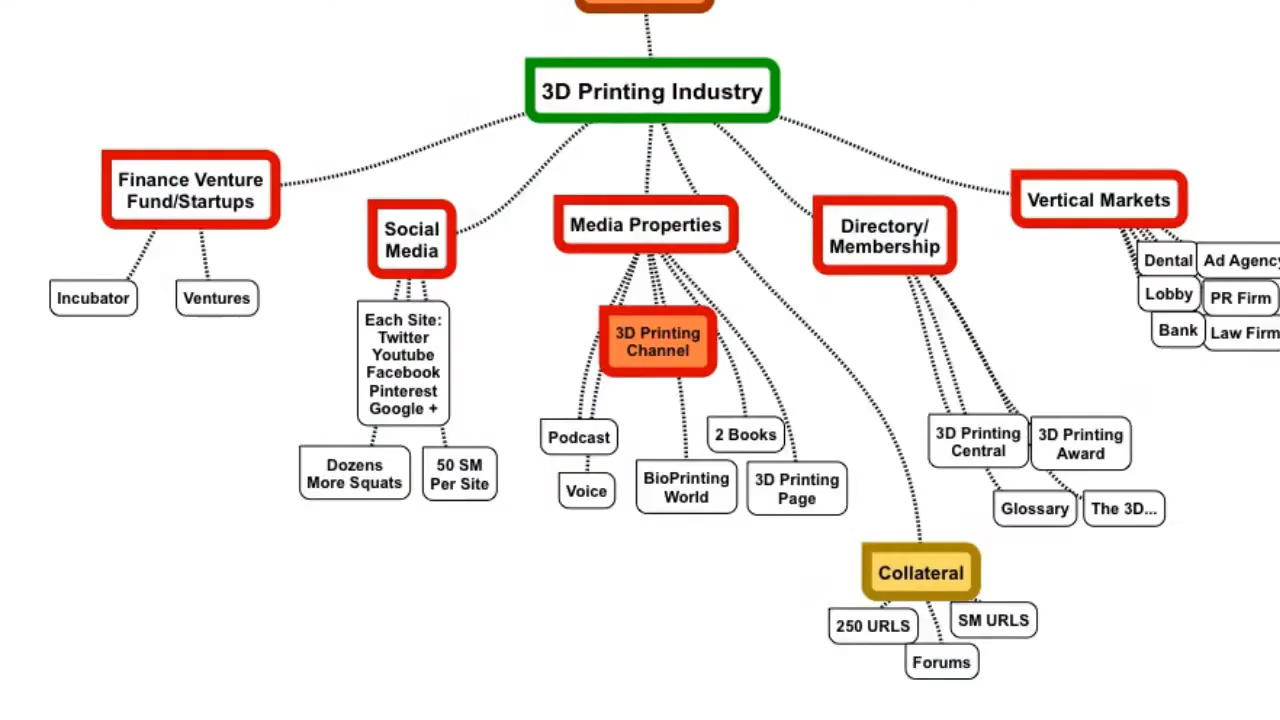 3D Printing Industry
Finance Venture
Fund/Startups
Incubator
Ventures
Social
Media
Each Site:
Twitter
Youtube
Facebook
Pinterest
Google +
Dozens
More Squats
50 SM
Per Site
Media Properties
3D Printing
Channel
Podcast
Voice
BioPrinting
World
2 Books
3D Printing
Page
Directory/
Membership
3D Printing
Central
3D Printing
Award
Glossary
The 3D...
Vertical Markets
Dental
Ad Agency
Lobby
PR Firm
Bank
Law Firm
Collateral
250 URLS
SM URLS
Forums